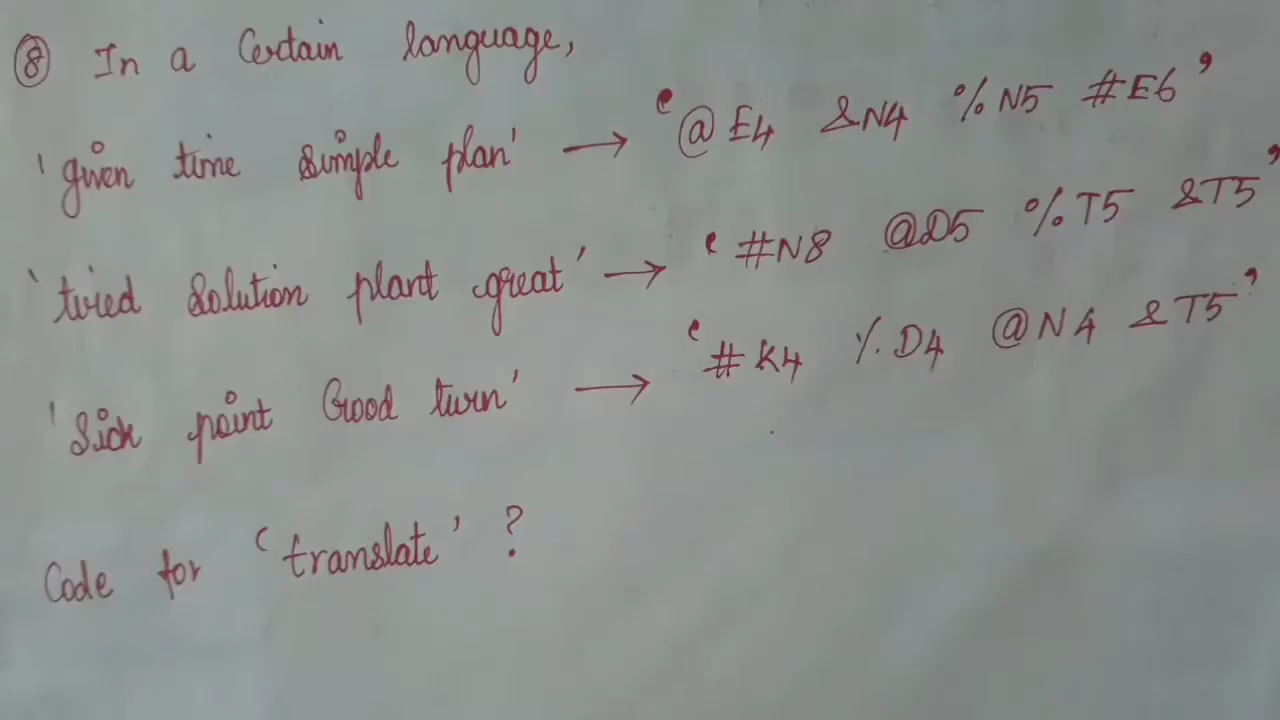 ⑧ In a Certain language,
'given time simple plan' → '@E4 &N4 %N5 #E6'
'tired solution plant great' → '#N8 @D5 %T5 &T5'
'Sick point Good turn' → '#K4 %D4 @N4 &T5'
Code for 'translate' ?